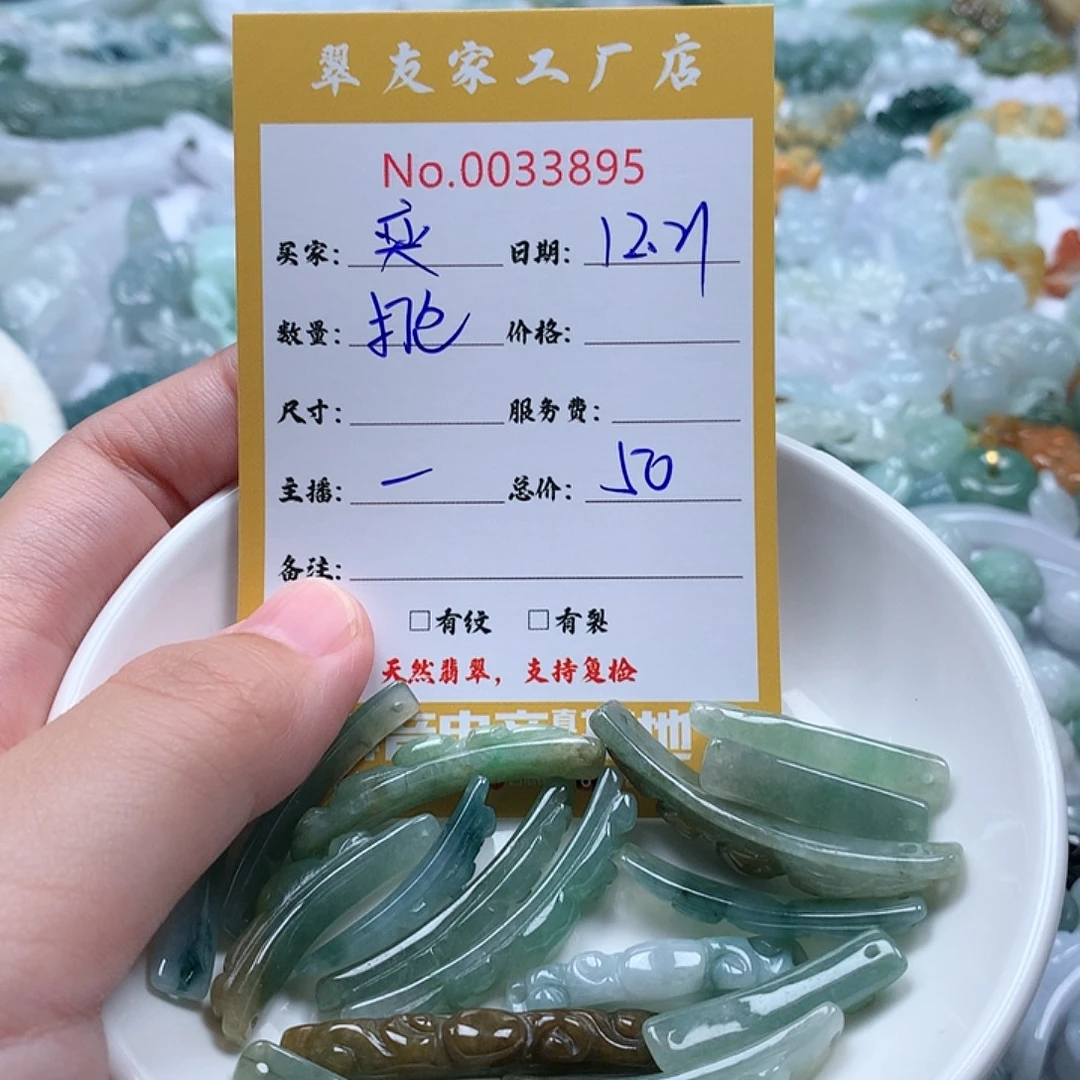 翠友家工厂店
No.0033895
买家: 日期: 12.21
数量: 价格:
尺寸: 服务费:
主播: 一 总价: 50
备注:
□有纹 □有裂
天然翡翠，支持复检